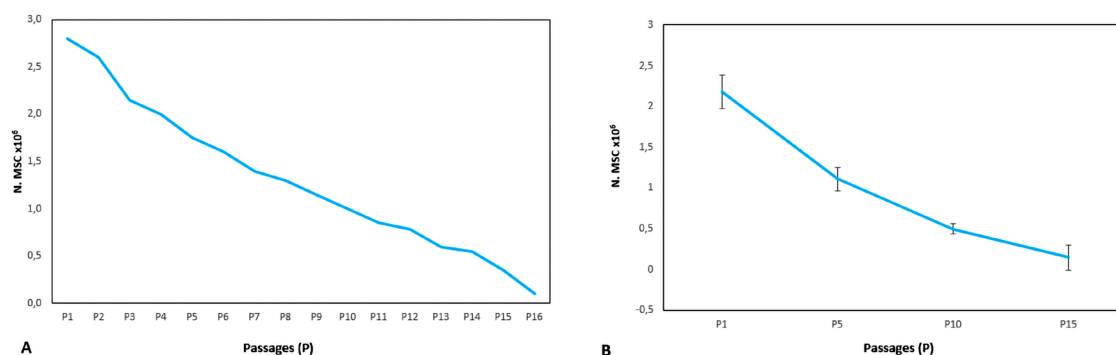 3,0
2,5
2,0
1,5
1,0
0,5
0,0
N. MSC x10⁶
P1 P2 P3 P4 P5 P6 P7 P8 P9 P10 P11 P12 P13 P14 P15 P16
Passages (P)
A
3
2,5
2
1,5
1
0,5
0
-0,5
N. MSC x10⁶
P1 P5 P10 P15
Passages (P)
B